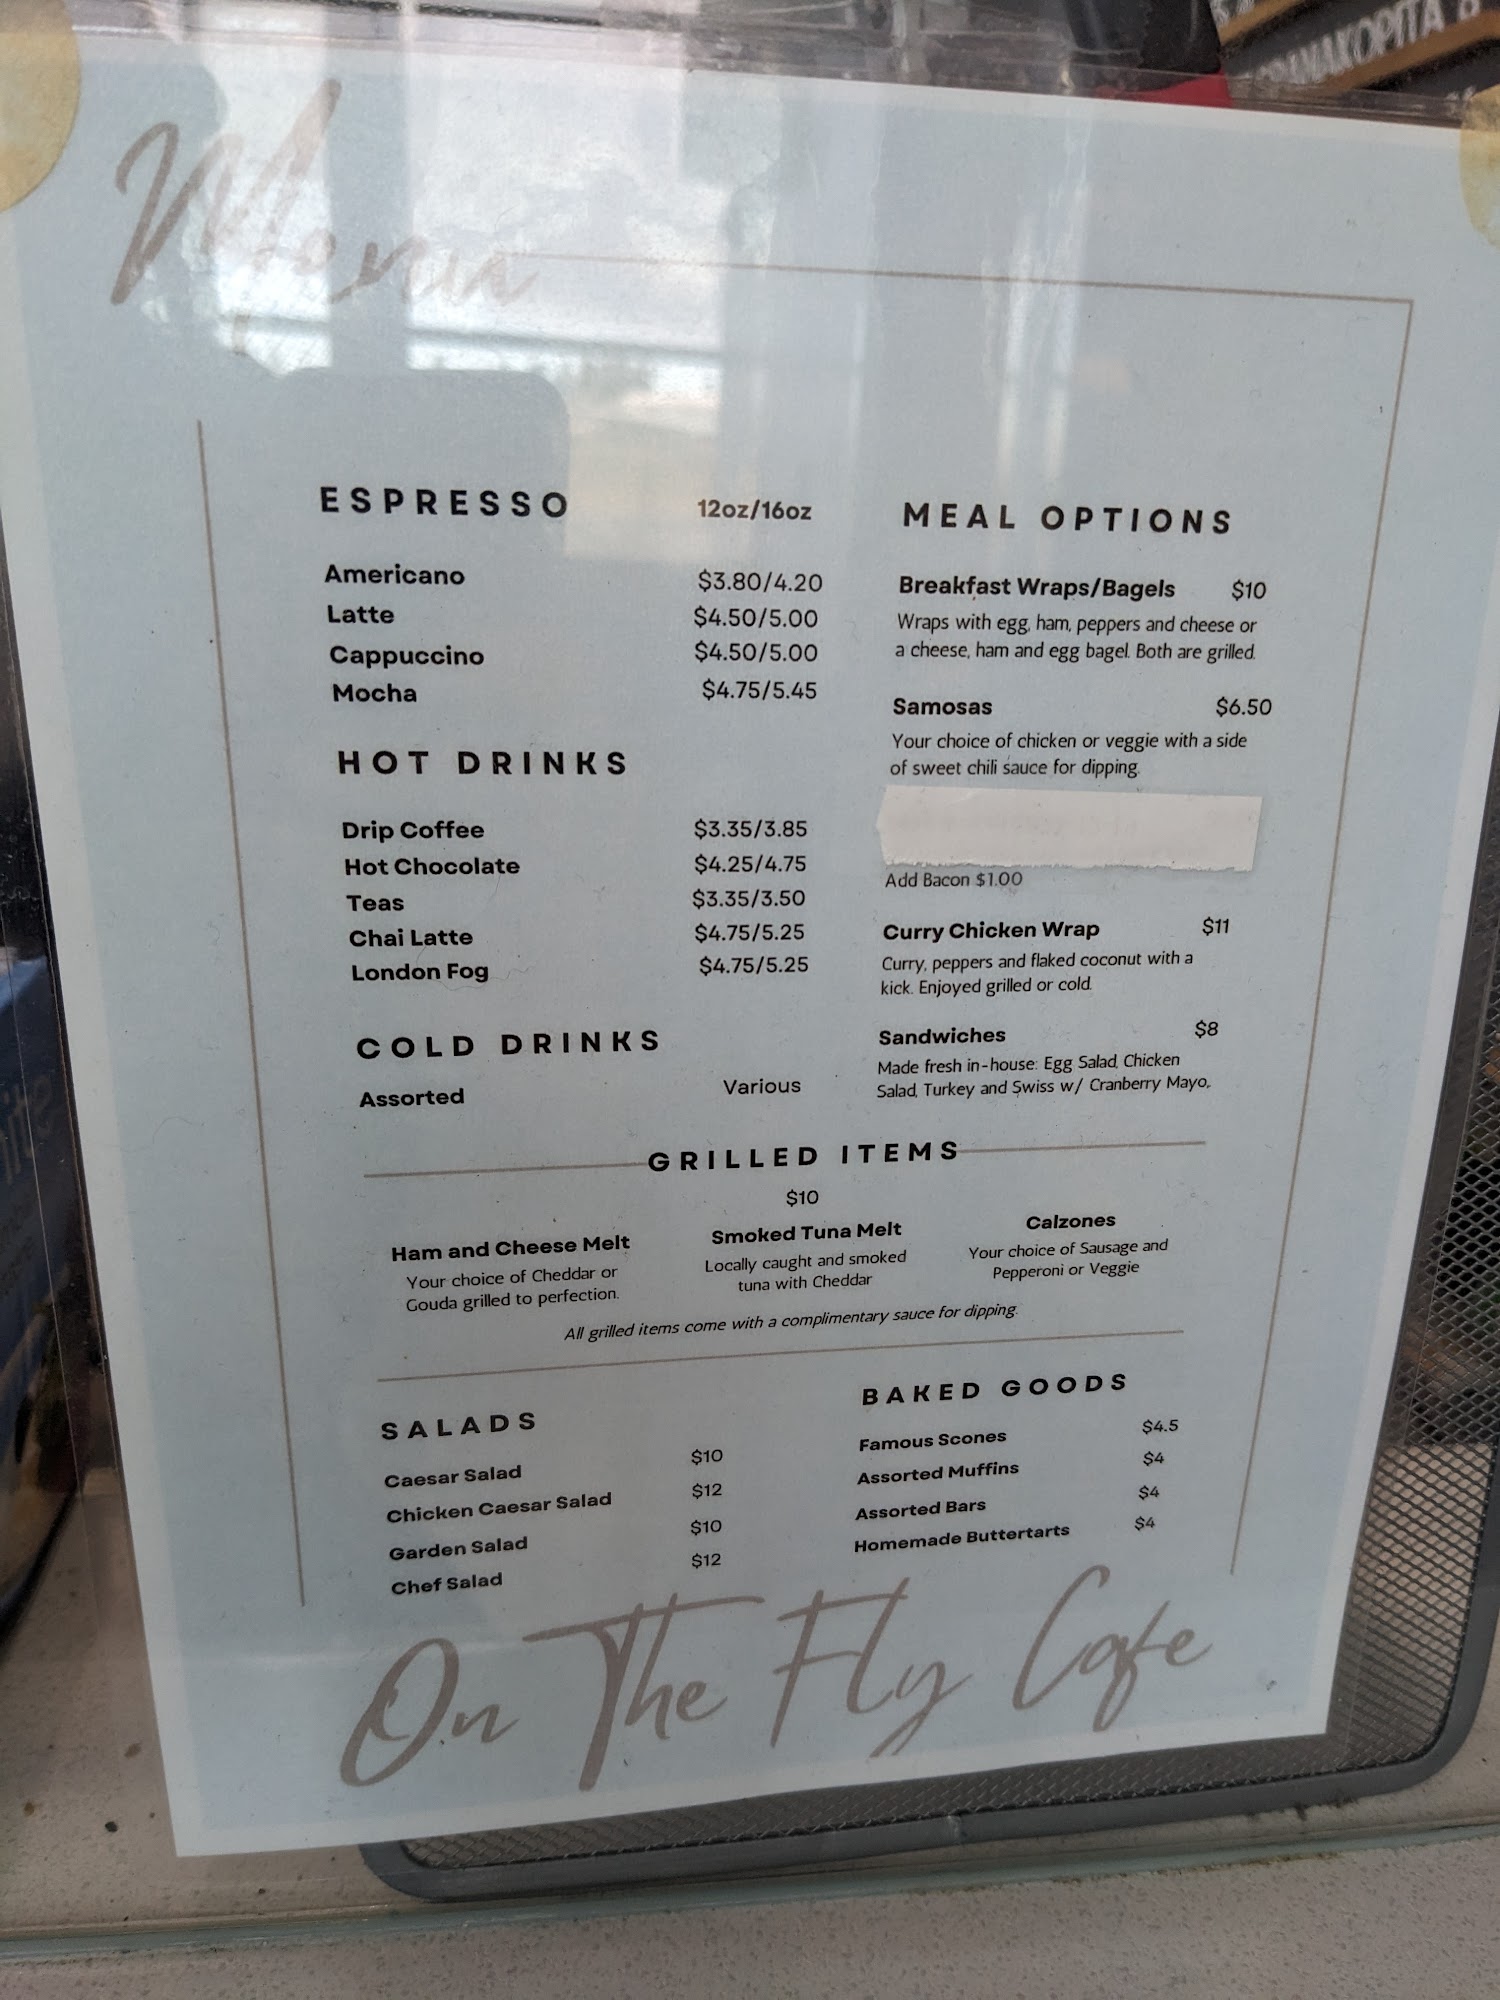 ANAKOPITA
Menu
ESPRESSO 12oz/16oz
Americano $3.80/4.20
Latte $4.50/5.00
Cappuccino $4.50/5.00
Mocha $4.75/5.45
HOT DRINKS
Drip Coffee $3.35/3.85
Hot Chocolate $4.25/4.75
Teas $3.35/3.50
Chai Latte $4.75/5.25
London Fog $4.75/5.25
COLD DRINKS
Assorted Various
MEAL OPTIONS
Breakfast Wraps/Bagels $10
Wraps with egg, ham, peppers and cheese or
a cheese, ham and egg bagel. Both are grilled.
Samosas $6.50
Your choice of chicken or veggie with a side
of sweet chili sauce for dipping.
Add Bacon $1.00
Curry Chicken Wrap $11
Curry, peppers and flaked coconut with a
kick. Enjoyed grilled or cold.
Sandwiches $8
Made fresh in-house: Egg Salad, Chicken
Salad, Turkey and Swiss w/ Cranberry Mayo.
GRILLED ITEMS
$10
Ham and Cheese Melt
Your choice of Cheddar or
Gouda grilled to perfection.
Smoked Tuna Melt
Locally caught and smoked
tuna with Cheddar
Calzones
Your choice of Sausage and
Pepperoni or Veggie
All grilled items come with a complimentary sauce for dipping.
SALADS
Caesar Salad $10
Chicken Caesar Salad $12
Garden Salad $10
Chef Salad $12
BAKED GOODS
Famous Scones $4.5
Assorted Muffins $4
Assorted Bars $4
Homemade Buttertarts $4
On The Fly Cafe